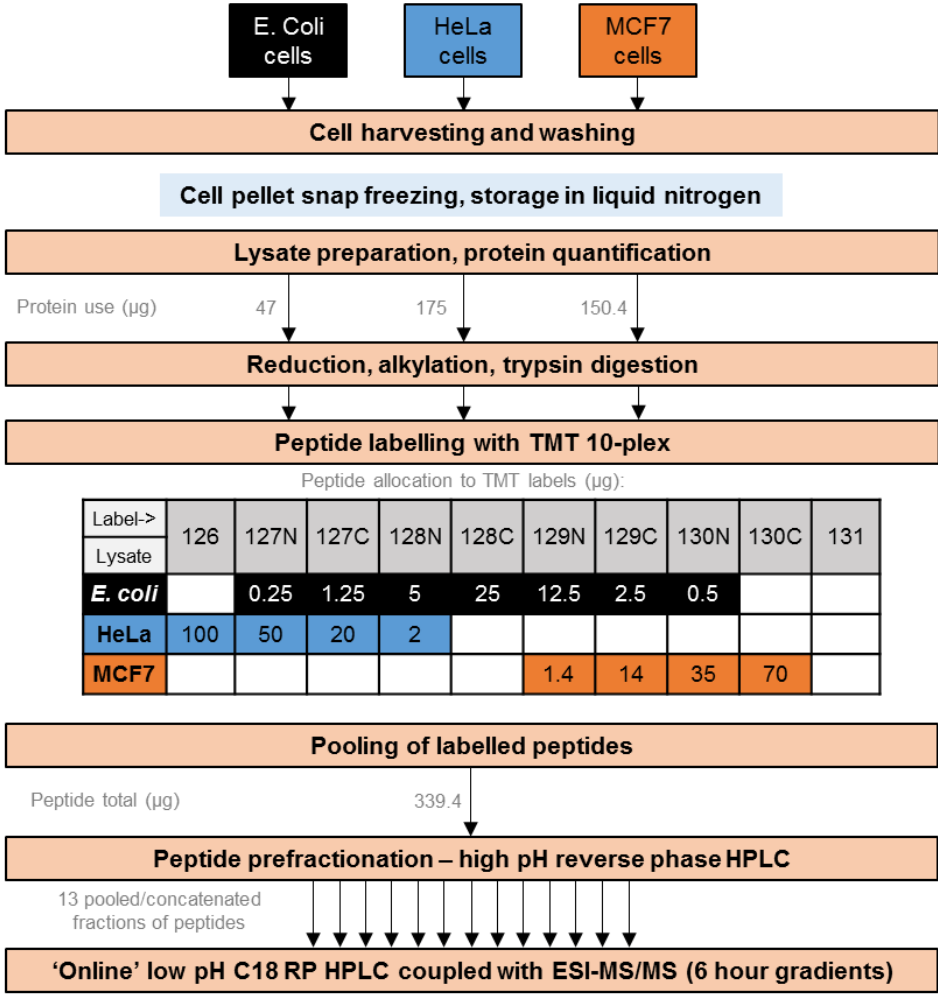 E. Coli cells
HeLa cells
MCF7 cells
Cell harvesting and washing
Cell pellet snap freezing, storage in liquid nitrogen
Lysate preparation, protein quantification
Protein use (µg) 47 175 150.4
Reduction, alkylation, trypsin digestion
Peptide labelling with TMT 10-plex
Peptide allocation to TMT labels (µg):
Label->
Lysate
126 127N 127C 128N 128C 129N 129C 130N 130C 131
E. coli 0.25 1.25 5 25 12.5 2.5 0.5
HeLa 100 50 20 2
MCF7 1.4 14 35 70
Pooling of labelled peptides
Peptide total (µg) 339.4
Peptide prefractionation – high pH reverse phase HPLC
13 pooled/concatenated
fractions of peptides
‘Online’ low pH C18 RP HPLC coupled with ESI-MS/MS (6 hour gradients)